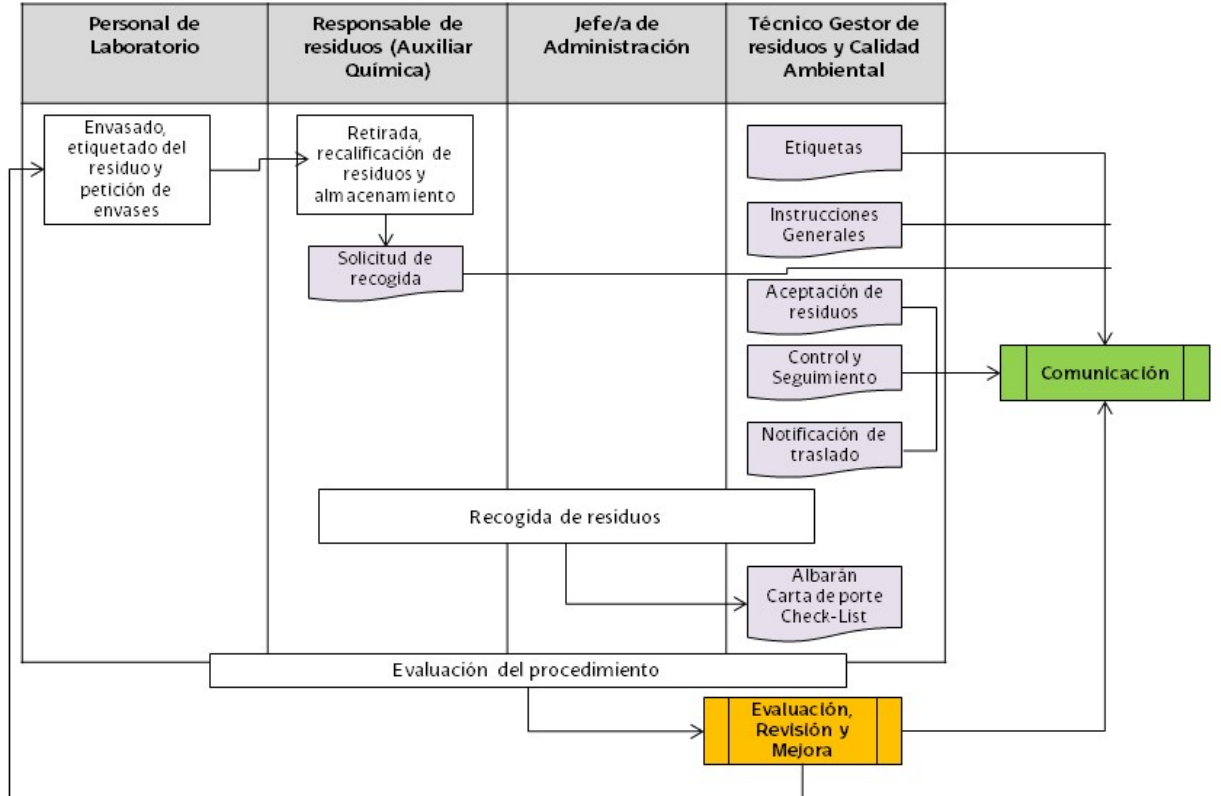 Personal de
Laboratorio
Responsable de
residuos (Auxiliar
Química)
Jefe/a de
Administración
Técnico Gestor de
residuos y Calidad
Ambiental
Envasado,
etiquetado del
residuo y
petición de
envases
Retirada,
recalificación de
residuos y
almacenamiento
Solicitud de
recogida
Etiquetas
Instrucciones
Generales
Aceptación de
residuos
Control y
Seguimiento
Notificación de
traslado
Comunicación
Recogida de residuos
Albarán
Carta de porte
Check-List
Evaluación del procedimiento
Evaluación,
Revisión y
Mejora